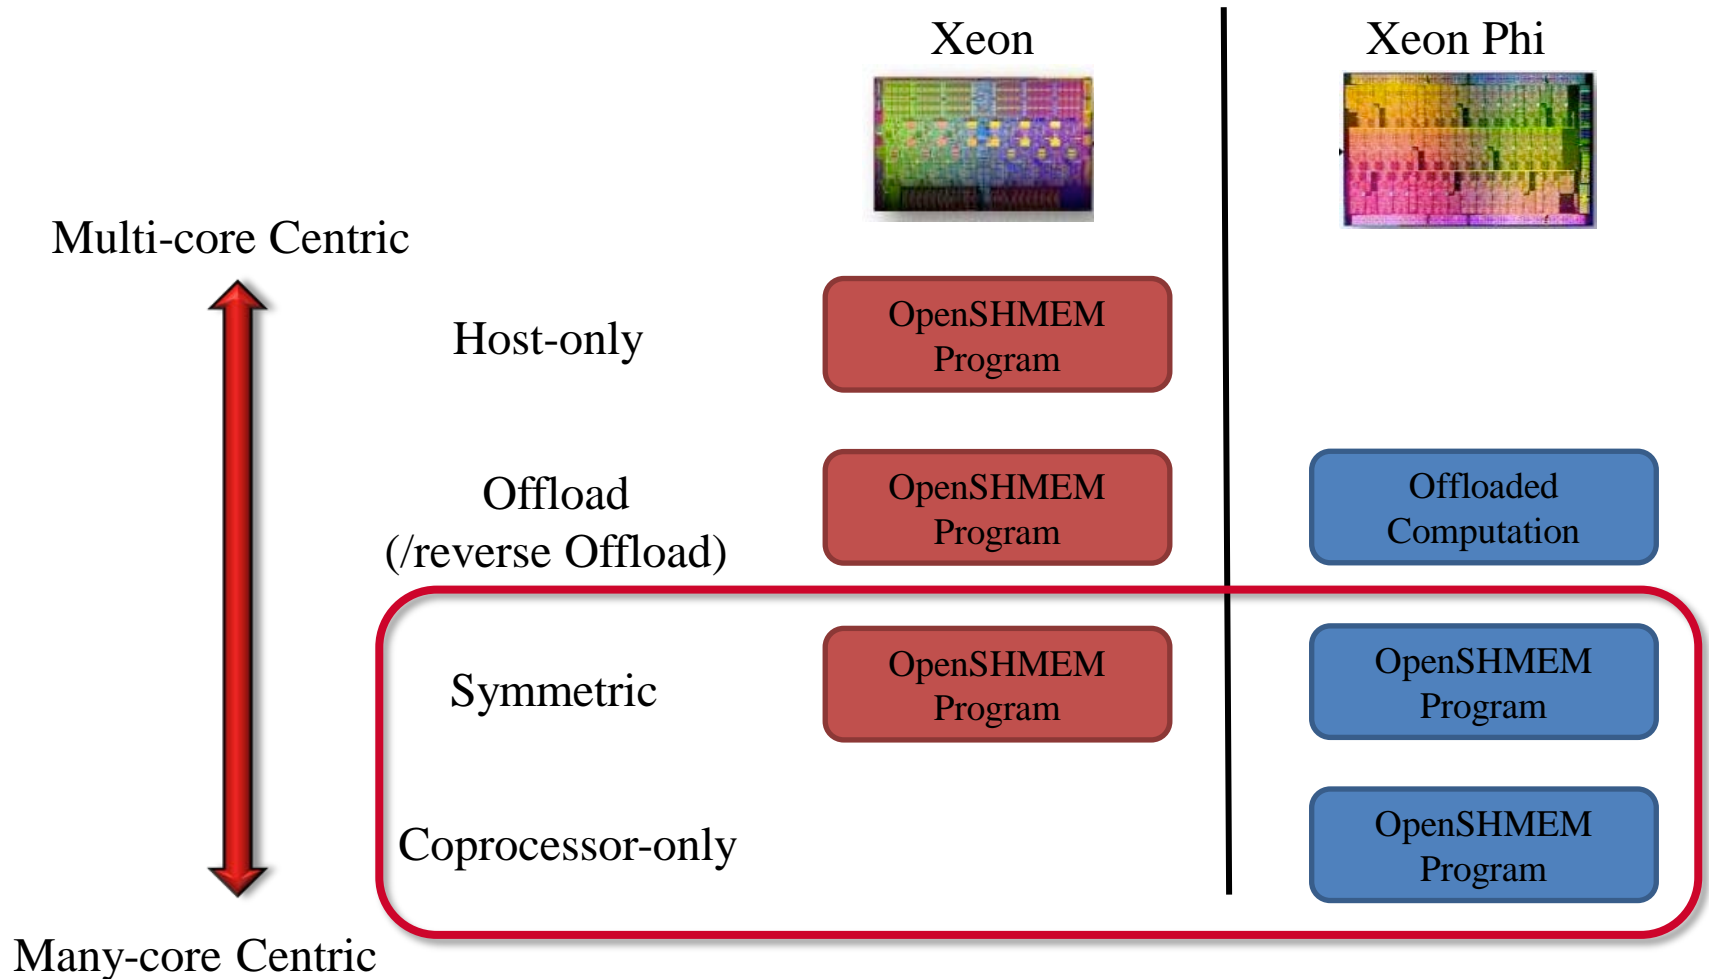 Xeon
Xeon Phi
Multi-core Centric
Host-only
OpenSHMEM
Program
Offload
(/reverse Offload)
OpenSHMEM
Program
Offloaded
Computation
Symmetric
OpenSHMEM
Program
OpenSHMEM
Program
Coprocessor-only
OpenSHMEM
Program
Many-core Centric